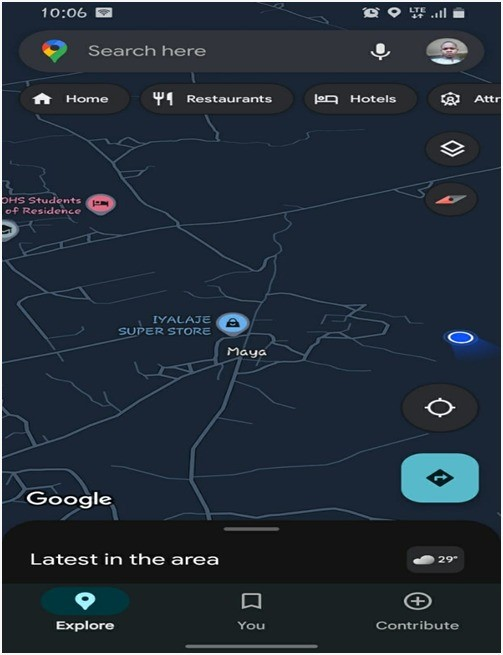 10:06
LTE
Search here
Home
Restaurants
Hotels
Attr
OHS Students
of Residence
IYALAJE
SUPER STORE
Maya
Google
Latest in the area
29°
Explore
You
Contribute